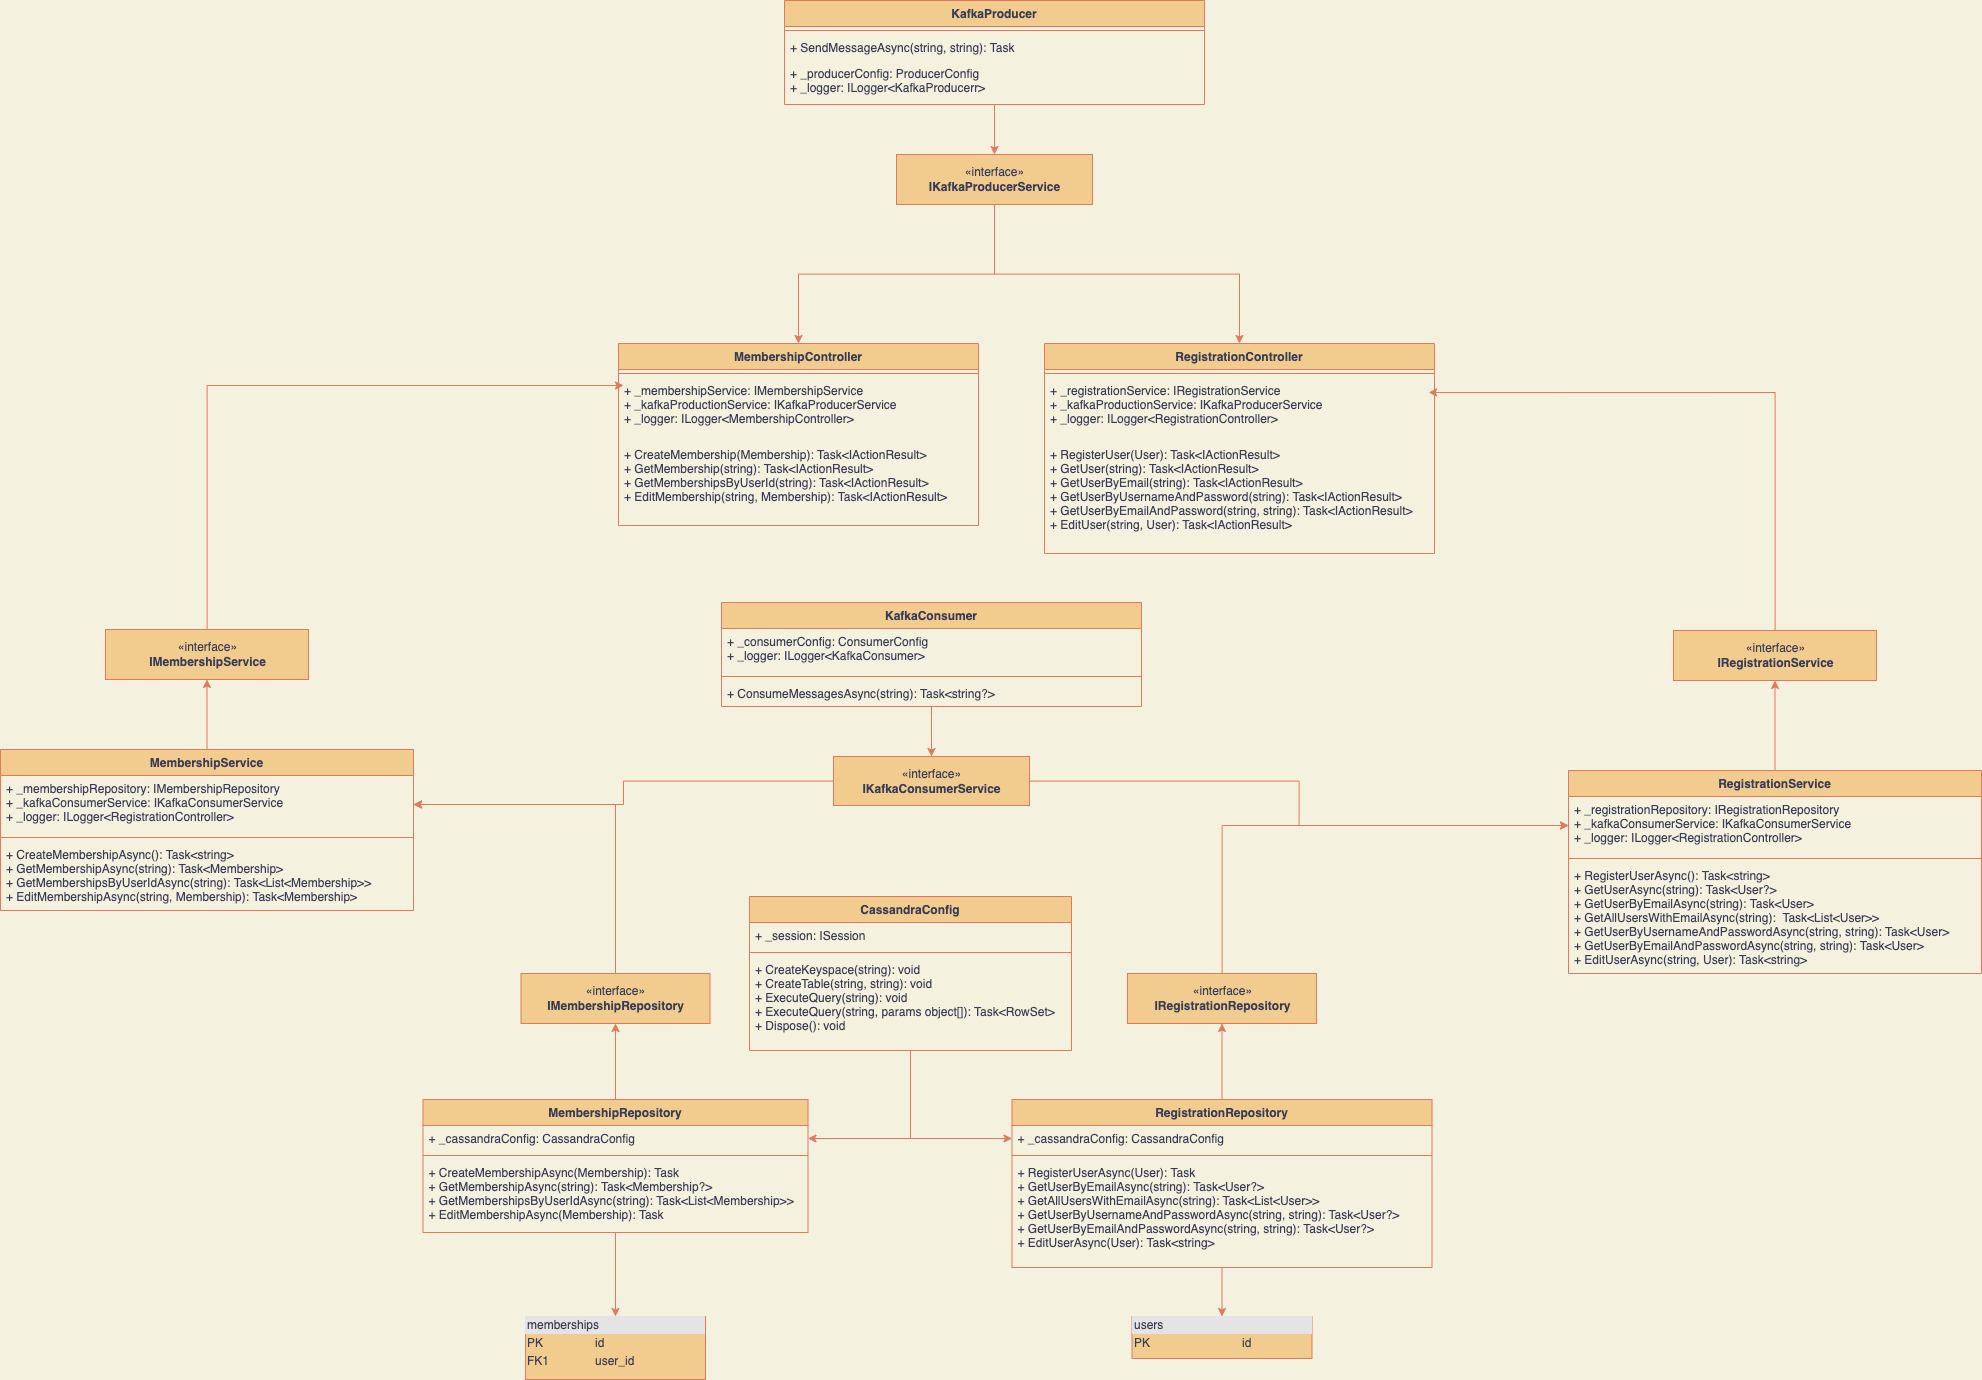 KafkaProducer
+ SendMessageAsync(string, string): Task
+ _producerConfig: ProducerConfig
+ _logger: ILogger<KafkaProducerr>
«interface»
IKafkaProducerService
MembershipController
+ _membershipService: IMembershipService
+ _kafkaProductionService: IKafkaProducerService
+ _logger: ILogger<MembershipController>
+ CreateMembership(Membership): Task<IActionResult>
+ GetMembership(string): Task<IActionResult>
+ GetMembershipsByUserId(string): Task<IActionResult>
+ EditMembership(string, Membership): Task<IActionResult>
RegistrationController
+ _registrationService: IRegistrationService
+ _kafkaProductionService: IKafkaProducerService
+ _logger: ILogger<RegistrationController>
+ RegisterUser(User): Task<IActionResult>
+ GetUser(string): Task<IActionResult>
+ GetUserByEmail(string): Task<IActionResult>
+ GetUserByUsernameAndPassword(string): Task<IActionResult>
+ GetUserByEmailAndPassword(string, string): Task<IActionResult>
+ EditUser(string, User): Task<IActionResult>
«interface»
IMembershipService
KafkaConsumer
+ _consumerConfig: ConsumerConfig
+ _logger: ILogger<KafkaConsumer>
+ ConsumeMessagesAsync(string): Task<string?>
«interface»
IRegistrationService
MembershipService
+ _membershipRepository: IMembershipRepository
+ _kafkaConsumerService: IKafkaConsumerService
+ _logger: ILogger<RegistrationController>
+ CreateMembershipAsync(): Task<string>
+ GetMembershipAsync(string): Task<Membership>
+ GetMembershipsByUserIdAsync(string): Task<List<Membership>>
+ EditMembershipAsync(string, Membership): Task<Membership>
«interface»
IKafkaConsumerService
RegistrationService
+ _registrationRepository: IRegistrationRepository
+ _kafkaConsumerService: IKafkaConsumerService
+ _logger: ILogger<RegistrationController>
+ RegisterUserAsync(): Task<string>
+ GetUserAsync(string): Task<User?>
+ GetUserByEmailAsync(string): Task<User>
+ GetAllUsersWithEmailAsync(string):  Task<List<User>>
+ GetUserByUsernameAndPasswordAsync(string, string): Task<User>
+ GetUserByEmailAndPasswordAsync(string, string): Task<User>
+ EditUserAsync(string, User): Task<string>
CassandraConfig
+ _session: ISession
+ CreateKeyspace(string): void
+ CreateTable(string, string): void
+ ExecuteQuery(string): void
+ ExecuteQuery(string, params object[]): Task<RowSet>
+ Dispose(): void
«interface»
IMembershipRepository
«interface»
IRegistrationRepository
MembershipRepository
+ _cassandraConfig: CassandraConfig
+ CreateMembershipAsync(Membership): Task
+ GetMembershipAsync(string): Task<Membership?>
+ GetMembershipsByUserIdAsync(string): Task<List<Membership>>
+ EditMembershipAsync(Membership): Task
RegistrationRepository
+ _cassandraConfig: CassandraConfig
+ RegisterUserAsync(User): Task
+ GetUserByEmailAsync(string): Task<User?>
+ GetAllUsersWithEmailAsync(string): Task<List<User>>
+ GetUserByUsernameAndPasswordAsync(string, string): Task<User?>
+ GetUserByEmailAndPasswordAsync(string, string): Task<User?>
+ EditUserAsync(User): Task<string>
memberships
PK id
FK1 user_id
users
PK id